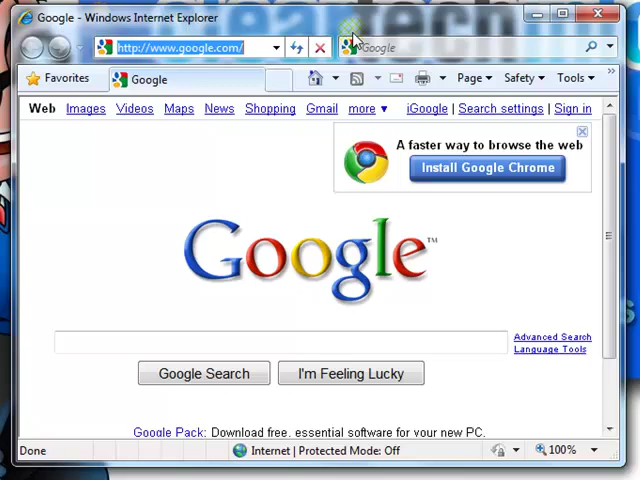 Google - Windows Internet Explorer
http://www.google.com/
Google
Favorites
Google
Page
Safety
Tools
Web Images Videos Maps News Shopping Gmail more ▼ iGoogle | Search settings | Sign in
A faster way to browse the web
Install Google Chrome
Google™
Advanced Search
Language Tools
Google Search
I'm Feeling Lucky
Google Pack: Download free, essential software for your new PC.
Done
Internet | Protected Mode: Off
100%